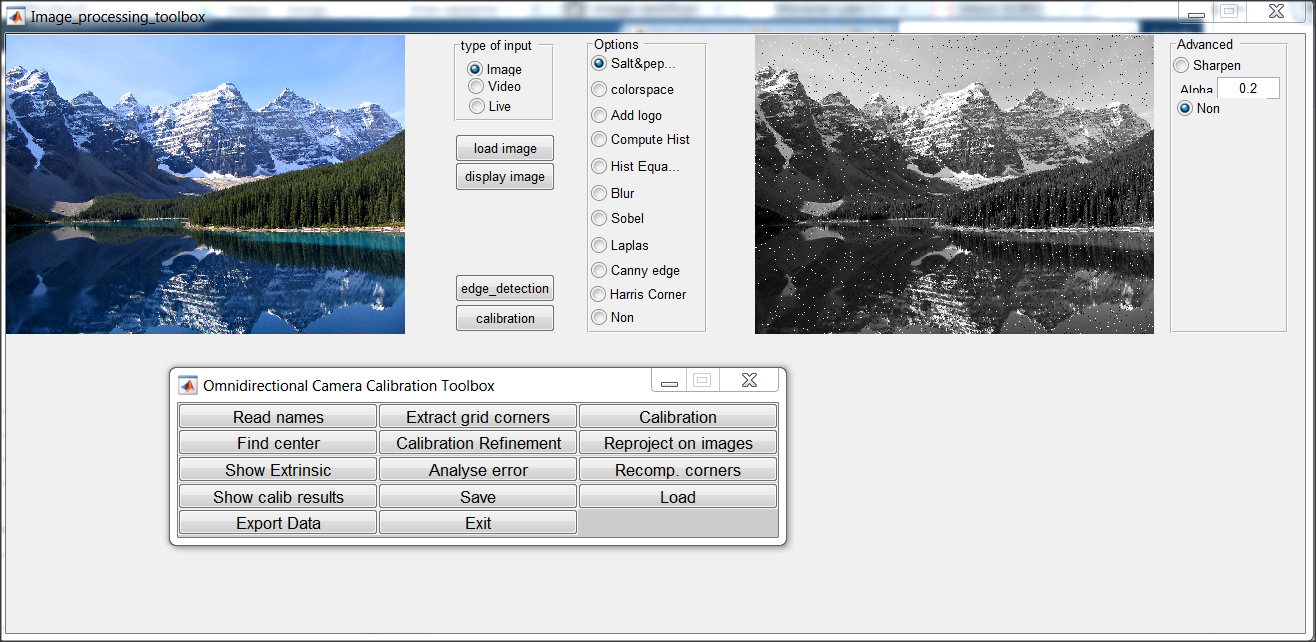 Image_processing_toolbox
type of input
Image
Video
Live
load image
display image
edge_detection
calibration
Options
Salt&pep...
colorspace
Add logo
Compute Hist
Hist Equa...
Blur
Sobel
Laplas
Canny edge
Harris Corner
Non
Advanced
Sharpen
Alpha 0.2
Non
Omnidirectional Camera Calibration Toolbox
Read names Extract grid corners Calibration
Find center Calibration Refinement Reproject on images
Show Extrinsic Analyse error Recomp. corners
Show calib results Save Load
Export Data Exit